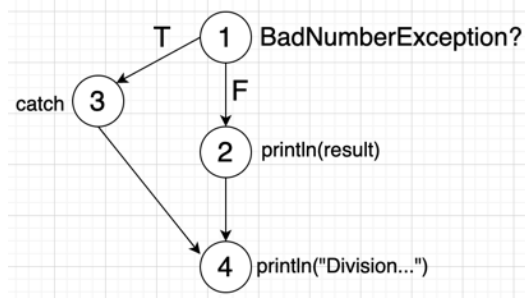 T
1 BadNumberException?
catch 3
F
2 println(result)
4 println("Division...")